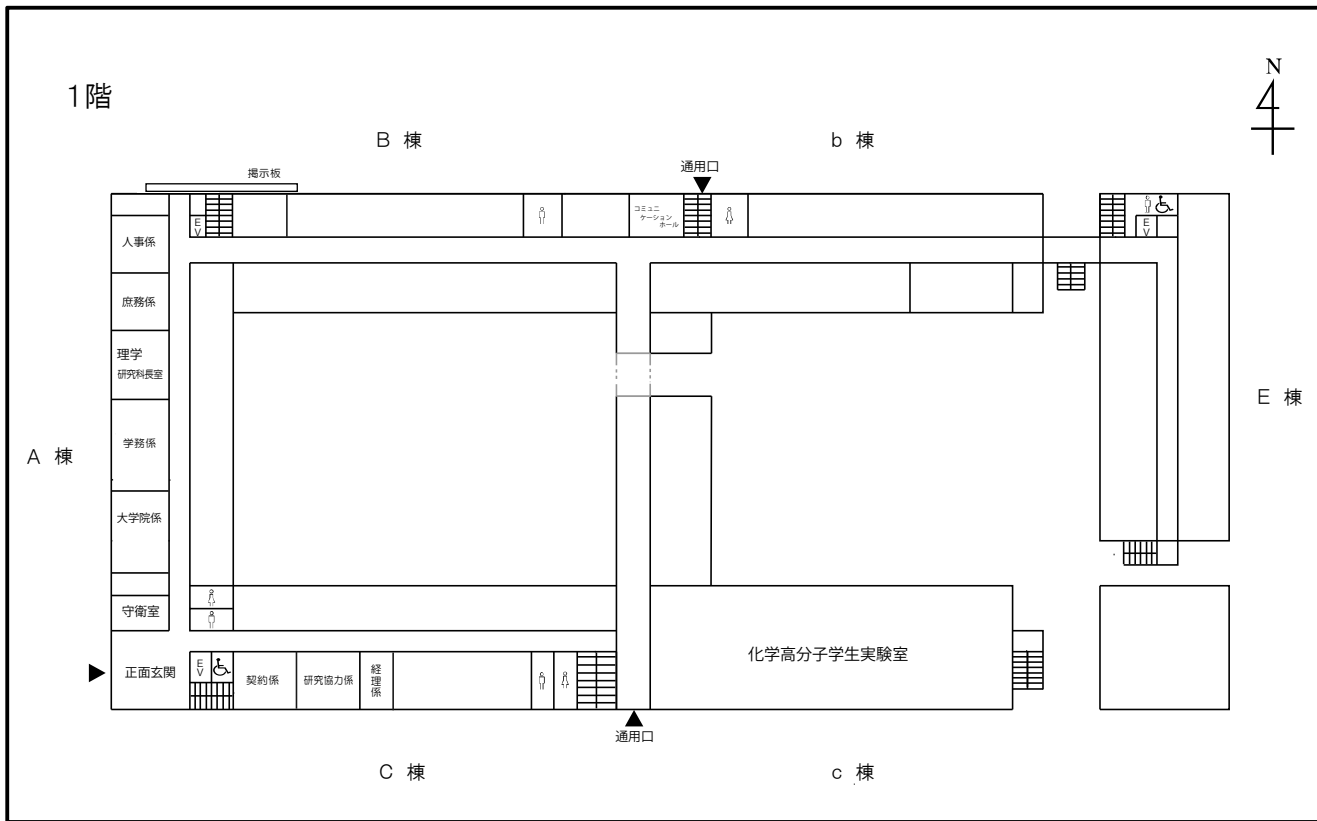 N
1階
B 棟
b 棟
掲示板
通用口
コミュニ
ケーション
ホール
EV
EV
人事係
庶務係
理学
研究科長室
学務係
大学院係
守衛室
A 棟
E 棟
正面玄関
EV
契約係
研究協力係
経理係
化学高分子学生実験室
通用口
C 棟
c 棟